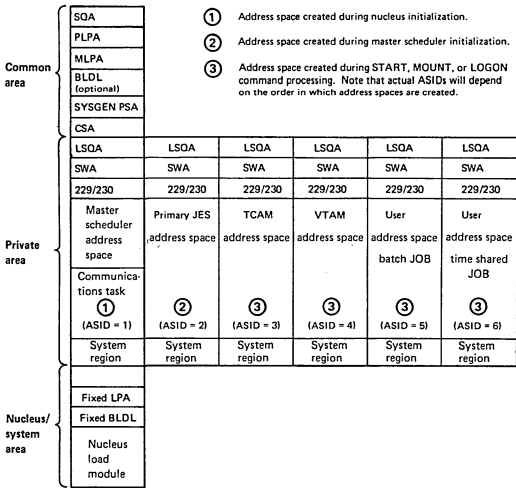 SQA
PLPA
MLPA
BLDL
(optional)
SYSGEN PSA
CSA
Common
area
① Address space created during nucleus initialization.
② Address space created during master scheduler initialization.
③ Address space created during START, MOUNT, or LOGON
command processing. Note that actual ASIDs will depend
on the order in which address spaces are created.
Private
area
LSQA LSQA LSQA LSQA LSQA LSQA
SWA SWA SWA SWA SWA SWA
229/230 229/230 229/230 229/230 229/230 229/230
Master
scheduler
address
space
Communica-
tions task
①
(ASID = 1)
Primary JES
address space
②
(ASID = 2)
TCAM
address space
③
(ASID = 3)
VTAM
address space
③
(ASID = 4)
User
address space
batch JOB
③
(ASID = 5)
User
address space
time shared
JOB
③
(ASID = 6)
System System System System System System
region region region region region region
Nucleus/
system
area
Fixed LPA
Fixed BLDL
Nucleus
load
module